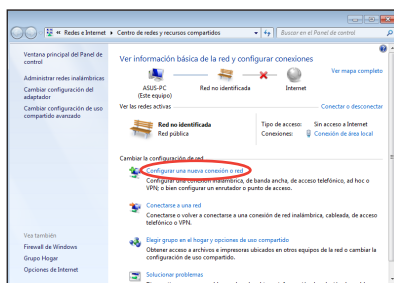 « Redes e Internet ▸ Centro de redes y recursos compartidos
Buscar en el Panel de control
Ventana principal del Panel de
control
Administrar redes inalámbricas
Cambiar configuración del
adaptador
Cambiar configuración de uso
compartido avanzado
Vea también
Firewall de Windows
Grupo Hogar
Opciones de Internet
Ver información básica de la red y configurar conexiones
Ver mapa completo
ASUS-PC
(Este equipo)
Red no identificada
Internet
Ver las redes activas
Conectar o desconectar
Red no identificada
Red pública
Tipo de acceso: Sin acceso a Internet
Conexiones: Conexión de área local
Cambiar la configuración de red
Configurar una nueva conexión o red
Configurar una conexión inalámbrica, de banda ancha, de acceso telefónico, ad hoc o
VPN; o bien configurar un enrutador o punto de acceso.
Conectarse a una red
Conectarse o volver a conectarse a una conexión de red inalámbrica, cableada, de acceso
telefónico o VPN.
Elegir grupo en el hogar y opciones de uso compartido
Obtener acceso a archivos e impresoras ubicados en otros equipos de la red o cambiar la
configuración de uso compartido.
Solucionar problemas